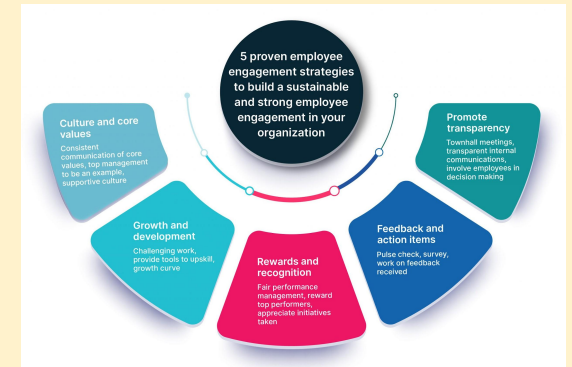 5 proven employee
engagement strategies
to build a sustainable
and strong employee
engagement in your
organization
Culture and core
values
Consistent
communication of core
values, top management
to be an example,
supportive culture
Growth and
development
Challenging work,
provide tools to upskill,
growth curve
Rewards and
recognition
Fair performance
management, reward
top performers,
appreciate initiatives
taken
Feedback and
action items
Pulse check, survey,
work on feedback
received
Promote
transparency
Townhall meetings,
transparent internal
communications,
involve employees in
decision making